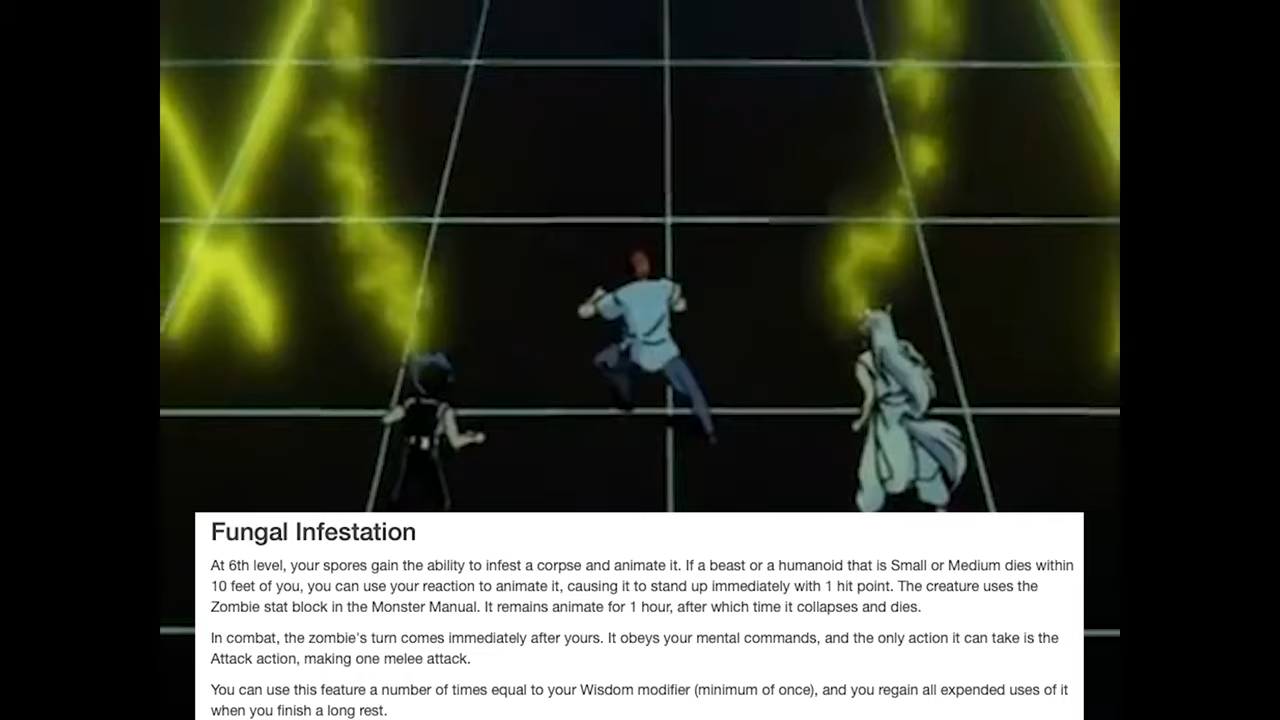 Fungal Infestation
At 6th level, your spores gain the ability to infest a corpse and animate it. If a beast or a humanoid that is Small or Medium dies within
10 feet of you, you can use your reaction to animate it, causing it to stand up immediately with 1 hit point. The creature uses the
Zombie stat block in the Monster Manual. It remains animate for 1 hour, after which time it collapses and dies.
In combat, the zombie's turn comes immediately after yours. It obeys your mental commands, and the only action it can take is the
Attack action, making one melee attack.
You can use this feature a number of times equal to your Wisdom modifier (minimum of once), and you regain all expended uses of it
when you finish a long rest.